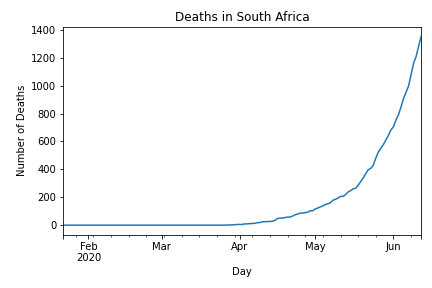 Deaths in South Africa
Number of Deaths
1400
1200
1000
800
600
400
200
0
Feb
2020
Mar
Apr
May
Jun
Day